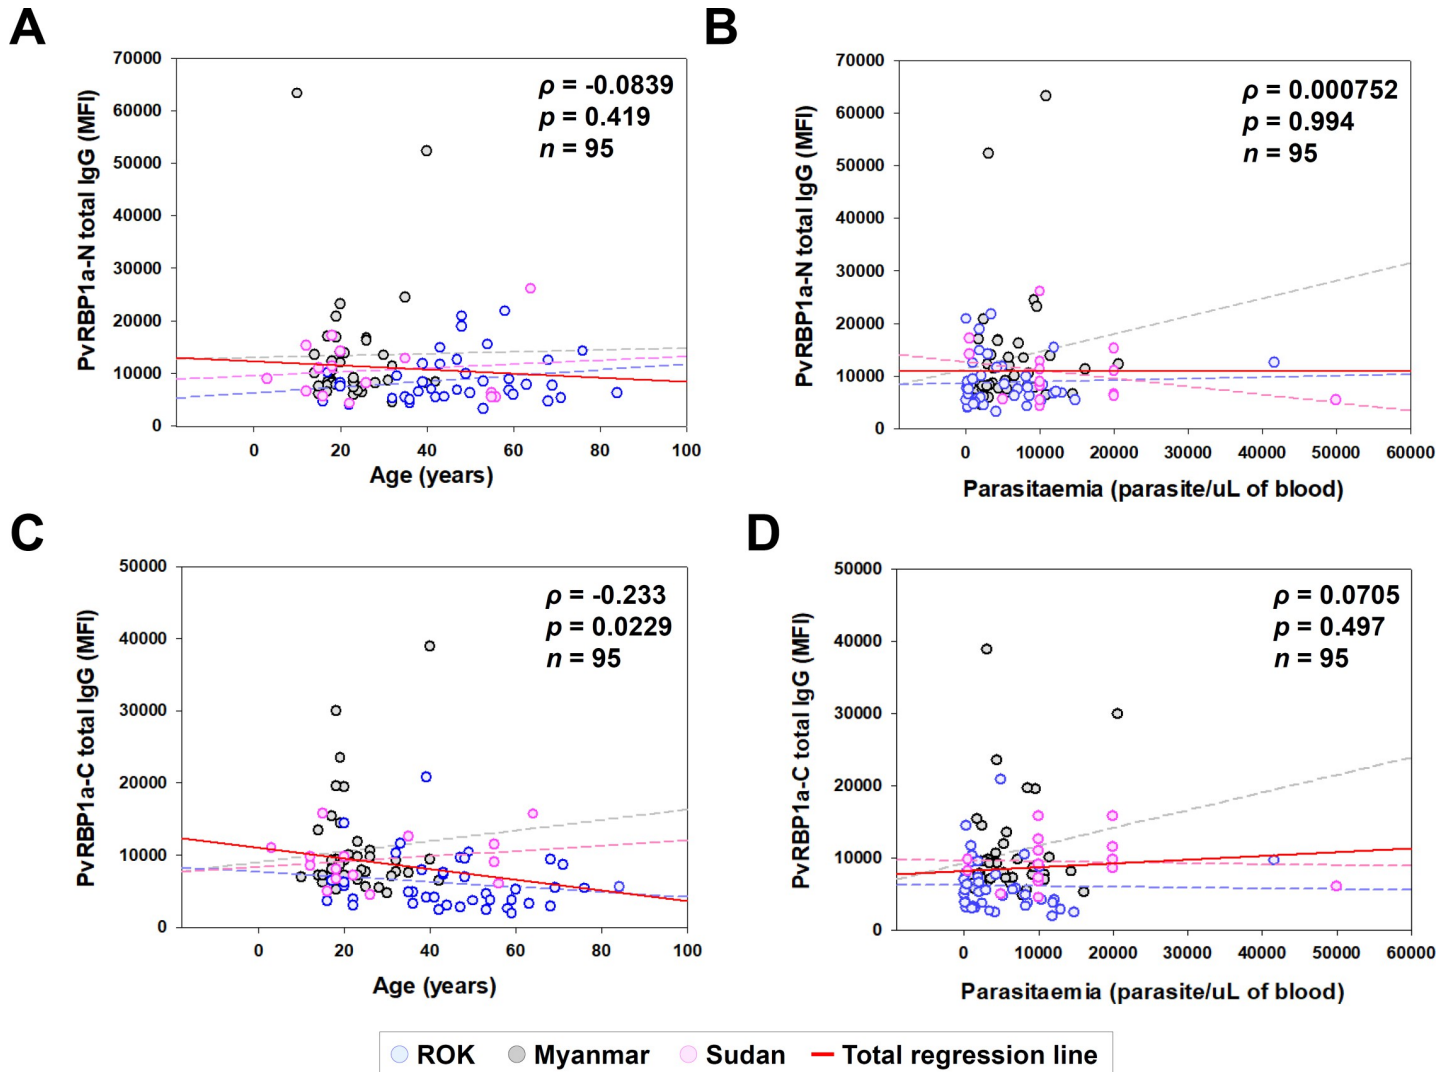 A
PvRBP1a-N total IgG (MFI)
70000
60000
50000
40000
30000
20000
10000
0
ρ = -0.0839
p = 0.419
n = 95
0 20 40 60 80 100
Age (years)
B
PvRBP1a-N total IgG (MFI)
70000
60000
50000
40000
30000
20000
10000
0
ρ = 0.000752
p = 0.994
n = 95
0 10000 20000 30000 40000 50000 60000
Parasitaemia (parasite/uL of blood)
C
PvRBP1a-C total IgG (MFI)
50000
40000
30000
20000
10000
0
ρ = -0.233
p = 0.0229
n = 95
0 20 40 60 80 100
Age (years)
D
PvRBP1a-C total IgG (MFI)
50000
40000
30000
20000
10000
0
ρ = 0.0705
p = 0.497
n = 95
0 10000 20000 30000 40000 50000 60000
Parasitaemia (parasite/uL of blood)
ROK Myanmar Sudan Total regression line